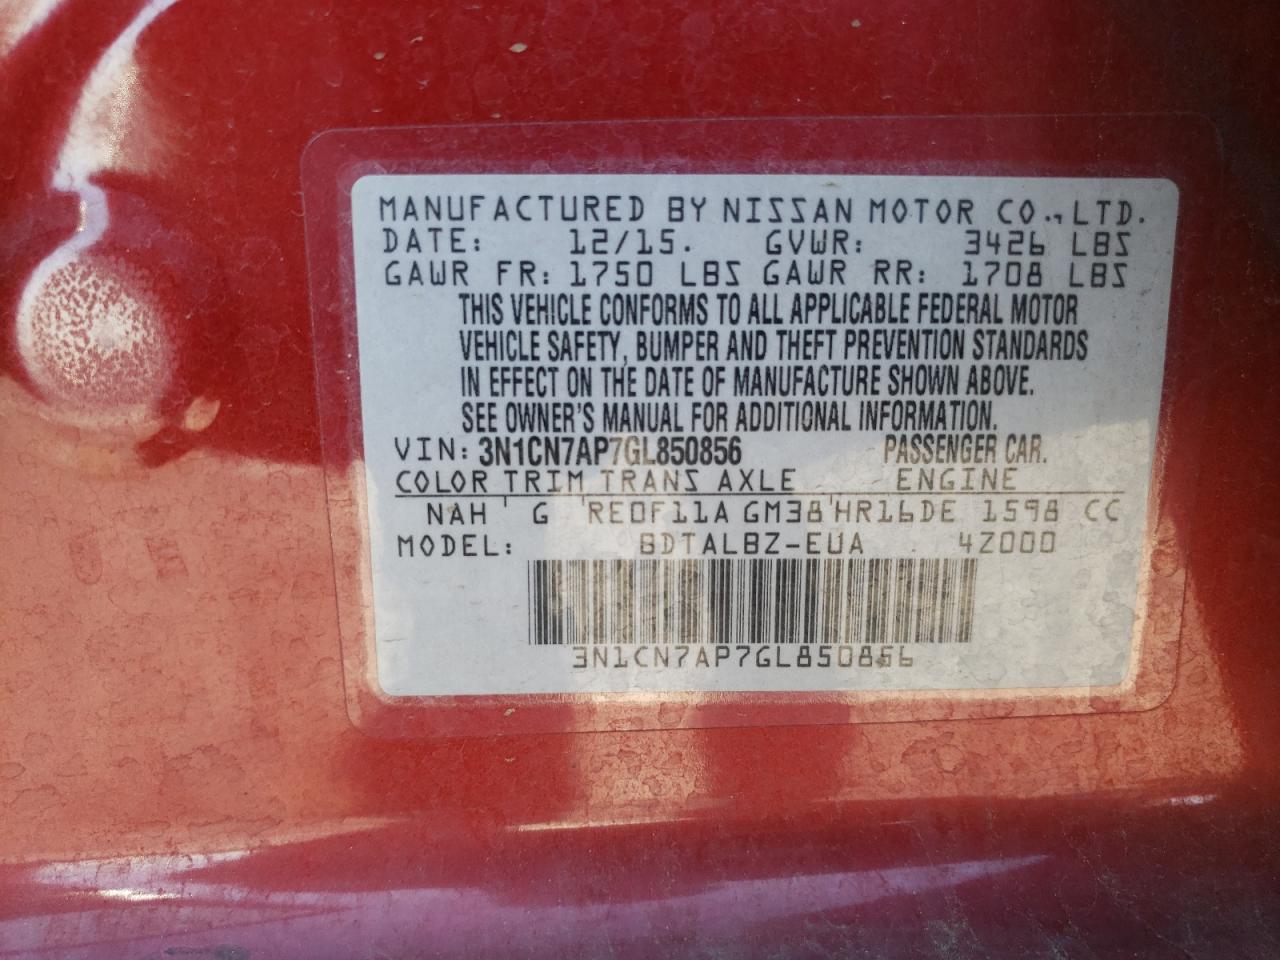 MANUFACTURED BY NISSAN MOTOR CO., LTD.
DATE: 12/15. GVWR: 3426 LBS
GAWR FR: 1750 LBS GAWR RR: 1708 LBS
THIS VEHICLE CONFORMS TO ALL APPLICABLE FEDERAL MOTOR
VEHICLE SAFETY, BUMPER AND THEFT PREVENTION STANDARDS
IN EFFECT ON THE DATE OF MANUFACTURE SHOWN ABOVE.
SEE OWNER'S MANUAL FOR ADDITIONAL INFORMATION.
VIN: 3N1CN7AP7GL850856 PASSENGER CAR.
COLOR TRIM TRANS AXLE ENGINE
NAH G RE0F11A GM38 HR16DE 1598 CC
MODEL: BDTALBZ-EUA 4Z000
3N1CN7AP7GL850856